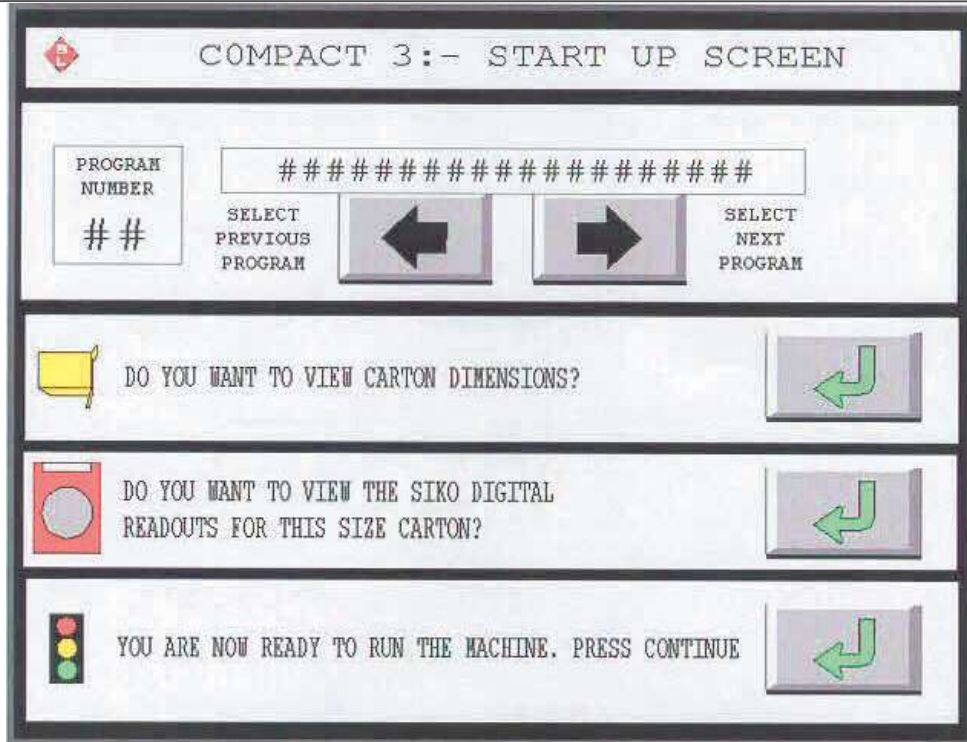 COMPACT 3:- START UP SCREEN
PROGRAM
NUMBER
##
####################
SELECT
PREVIOUS
PROGRAM
SELECT
NEXT
PROGRAM
DO YOU WANT TO VIEW CARTON DIMENSIONS?
DO YOU WANT TO VIEW THE SIKO DIGITAL
READOUTS FOR THIS SIZE CARTON?
YOU ARE NOW READY TO RUN THE MACHINE. PRESS CONTINUE